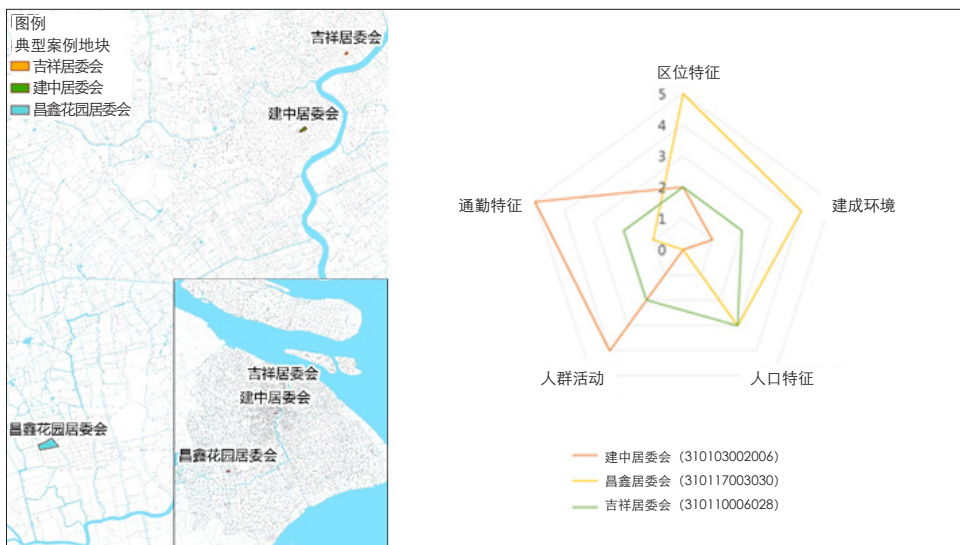 图例
典型案例地块
吉祥居委会
建中居委会
昌鑫花园居委会
吉祥居委会
建中居委会
昌鑫花园居委会
吉祥居委会
建中居委会
昌鑫花园居委会
区位特征
5
4
3
2
1
0
通勤特征
建成环境
人群活动
人口特征
建中居委会（310103002006）
昌鑫居委会（310117003030）
吉祥居委会（310110006028）